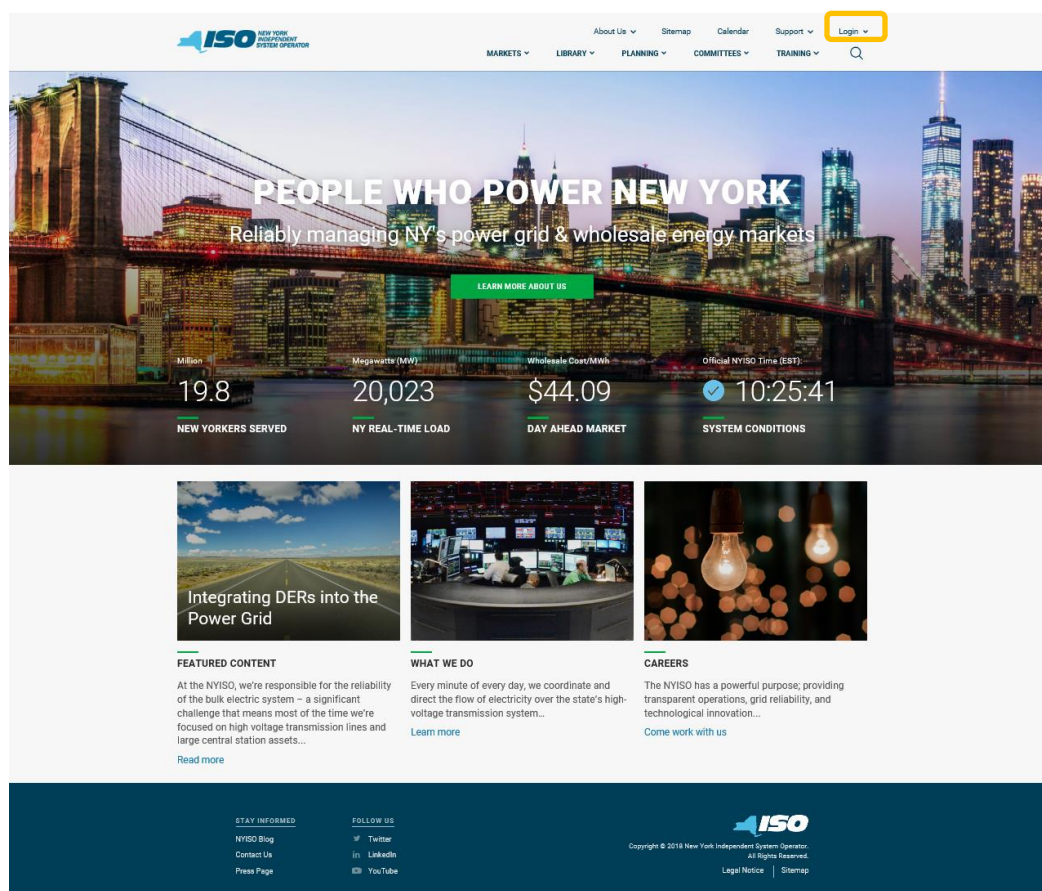 NEW YORK
ISO INDEPENDENT
SYSTEM OPERATOR
About Us Sitemap Calendar Support Login
MARKETS LIBRARY PLANNING COMMITTEES TRAINING
PEOPLE WHO POWER NEW YORK
Reliably managing NY's power grid & wholesale energy markets
LEARN MORE ABOUT US
Million
19.8
NEW YORKERS SERVED
Megawatts (MW)
20,023
NY REAL-TIME LOAD
Wholesale Cost/MWh
$44.09
DAY AHEAD MARKET
Official NYISO Time (EST):
10:25:41
SYSTEM CONDITIONS
Integrating DERs into the
Power Grid
FEATURED CONTENT
At the NYISO, we're responsible for the reliability
of the bulk electric system – a significant
challenge that means most of the time we're
focused on high voltage transmission lines and
large central station assets...
Read more
WHAT WE DO
Every minute of every day, we coordinate and
direct the flow of electricity over the state's high-
voltage transmission system...
Learn more
CAREERS
The NYISO has a powerful purpose; providing
transparent operations, grid reliability, and
technological innovation...
Come work with us
STAY INFORMED
NYISO Blog
Contact Us
Press Page
FOLLOW US
Twitter
in LinkedIn
YouTube
ISO
Copyright © 2018 New York Independent System Operator.
All Rights Reserved.
Legal Notice | Sitemap